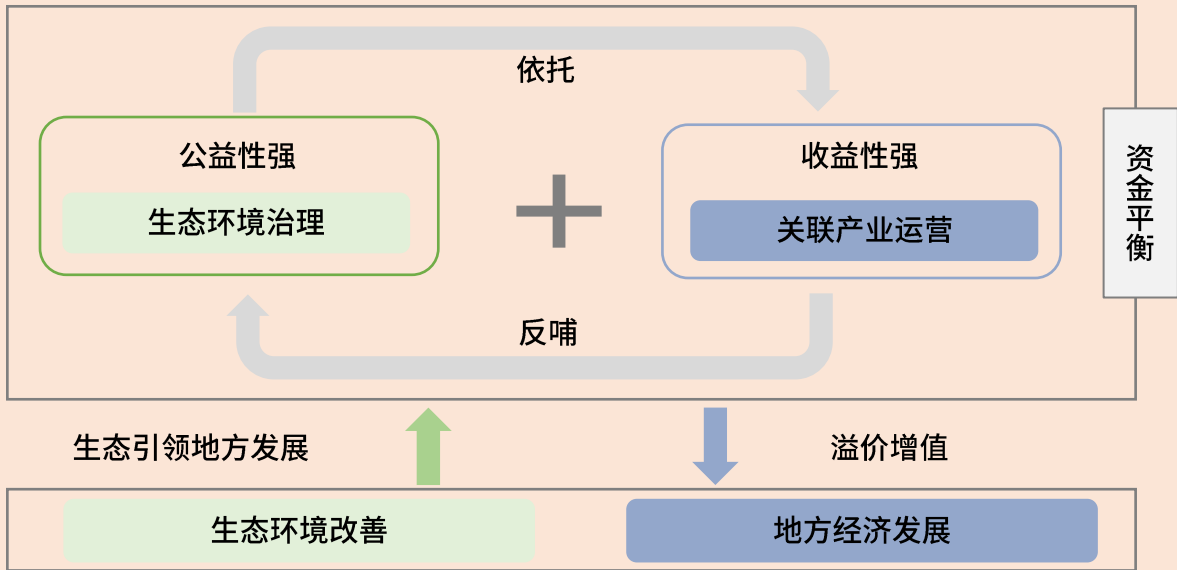 依托
公益性强
收益性强
生态环境治理
关联产业运营
资金平衡
反哺
生态引领地方发展
溢价增值
生态环境改善
地方经济发展